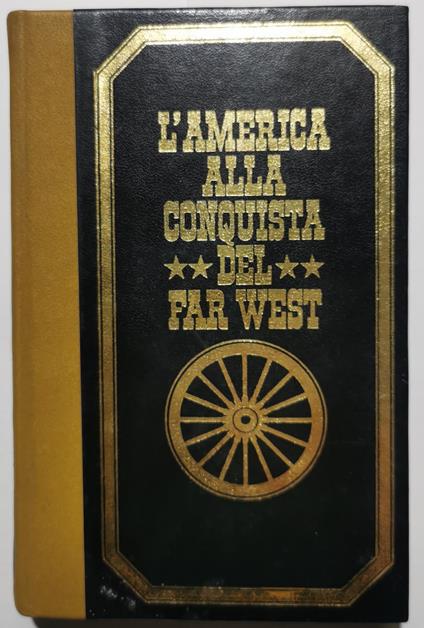 L'AMERICA
ALLA
CONQUISTA
DEL
FAR WEST